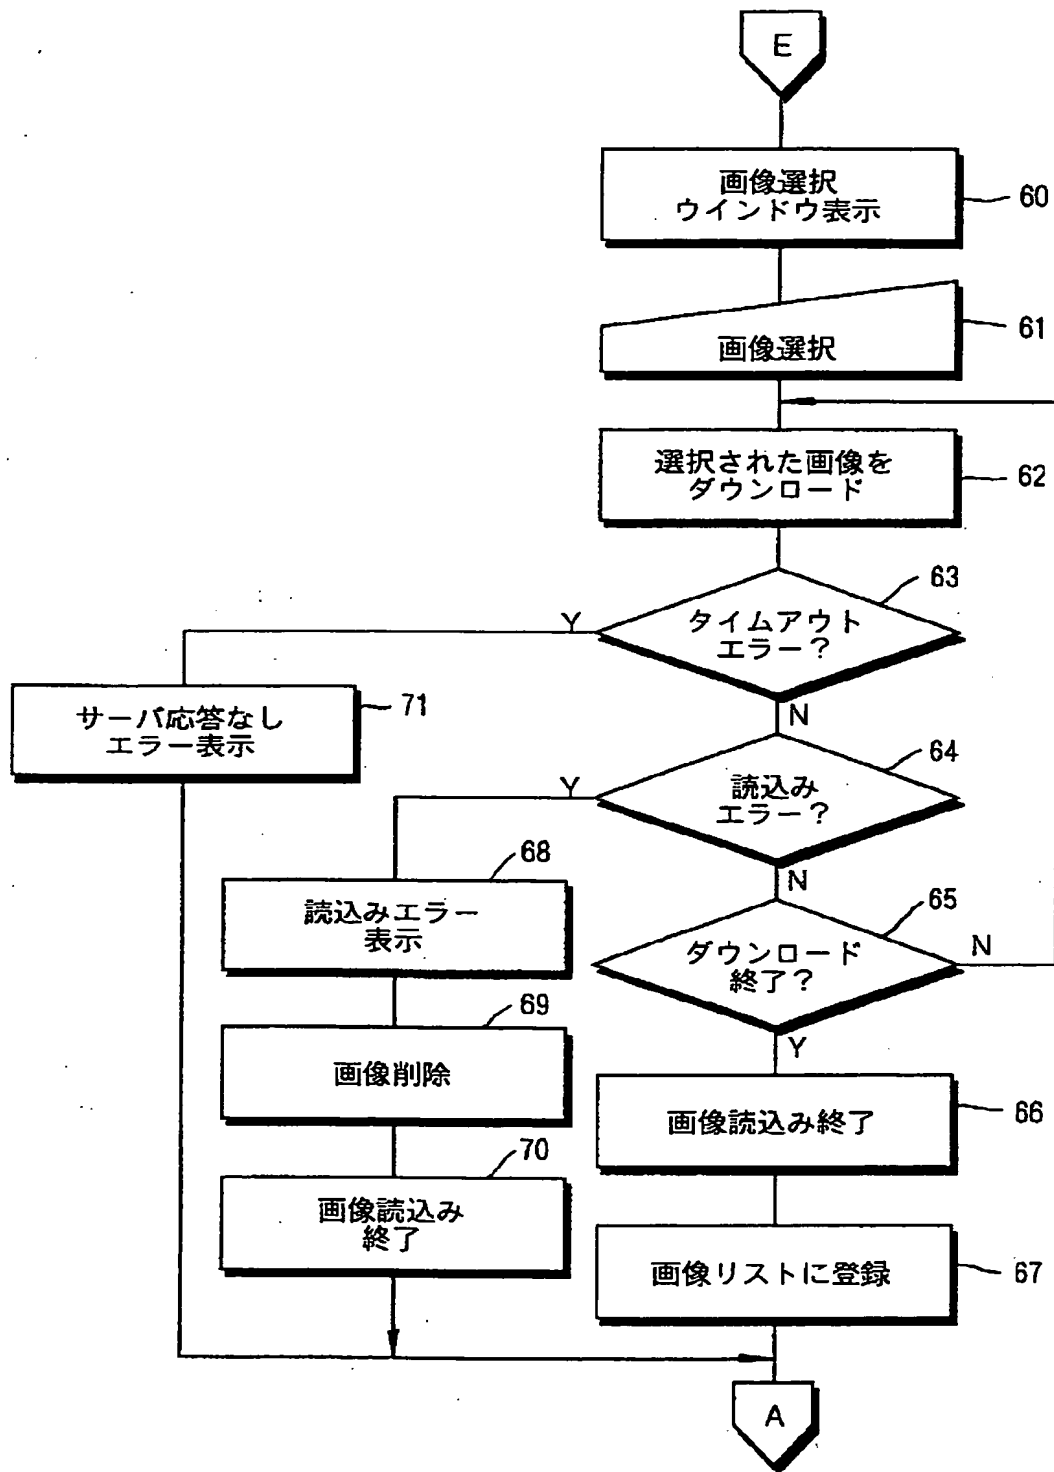 E
画像選択
ウインドウ表示
60
画像選択
61
選択された画像を
ダウンロード
62
63
タイムアウト
エラー?
Y
N
サーバ応答なし
エラー表示
71
64
読込み
エラー?
Y
N
68
読込みエラー
表示
65
ダウンロード
終了?
N
Y
69
画像削除
画像読込み終了
66
70
画像読込み
終了
画像リストに登録
67
A